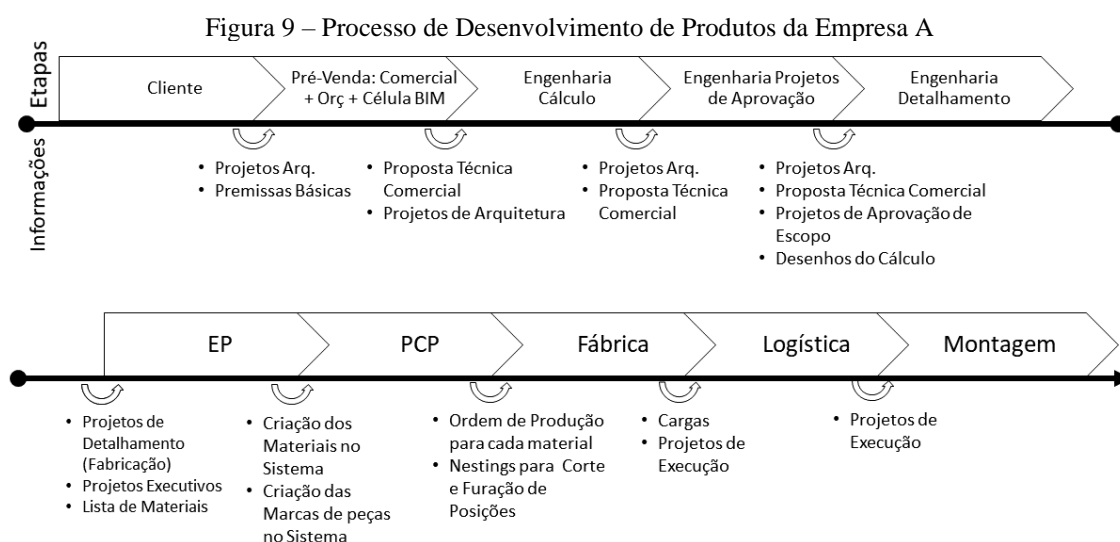 Figura 9 – Processo de Desenvolvimento de Produtos da Empresa A
Etapas
Cliente
Pré-Venda: Comercial
+ Orç + Célula BIM
Engenharia
Cálculo
Engenharia Projetos
de Aprovação
Engenharia
Detalhamento
Informações
• Projetos Arq.
• Premissas Básicas
• Proposta Técnica
Comercial
• Projetos de Arquitetura
• Projetos Arq.
• Proposta Técnica
Comercial
• Projetos Arq.
• Proposta Técnica Comercial
• Projetos de Aprovação de
Escopo
• Desenhos do Cálculo
EP
PCP
Fábrica
Logística
Montagem
• Projetos de
Detalhamento
(Fabricação)
• Projetos Executivos
• Lista de Materiais
• Criação dos
Materiais no
Sistema
• Criação das
Marcas de peças
no Sistema
• Ordem de Produção
para cada material
• Nestings para Corte
e Furação de
Posições
• Cargas
• Projetos de
Execução
• Projetos de
Execução